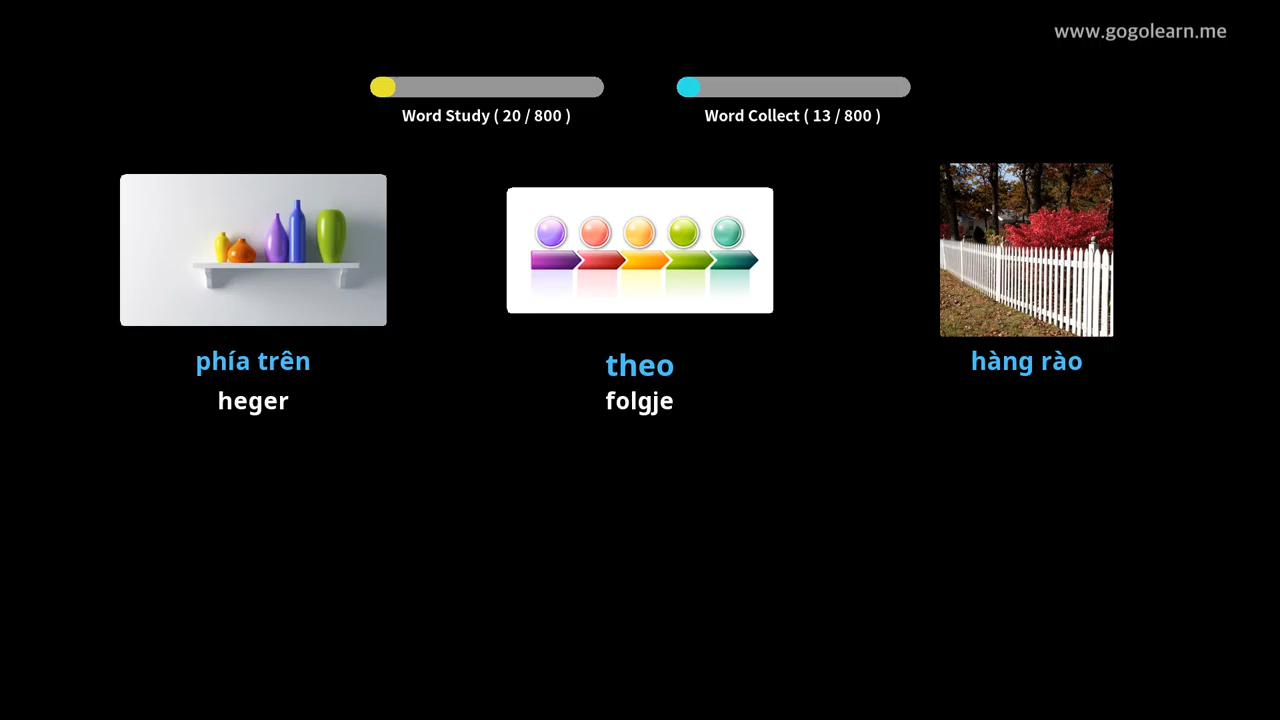 www.gogolearn.me
Word Study ( 20 / 800 )
Word Collect ( 13 / 800 )
phía trên
heger
theo
folgje
hàng rào